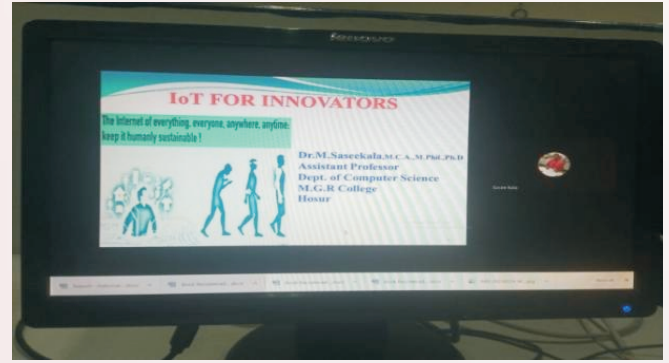 lenovo
IoT FOR INNOVATORS
The Internet of everything, everyone, anywhere, anytime:
keep it humanly sustainable !
Dr.M.Saseekala,M.C.A.,M.Phil.,Ph.D
Assistant Professor
Dept. of Computer Science
M.G.R College
Hosur